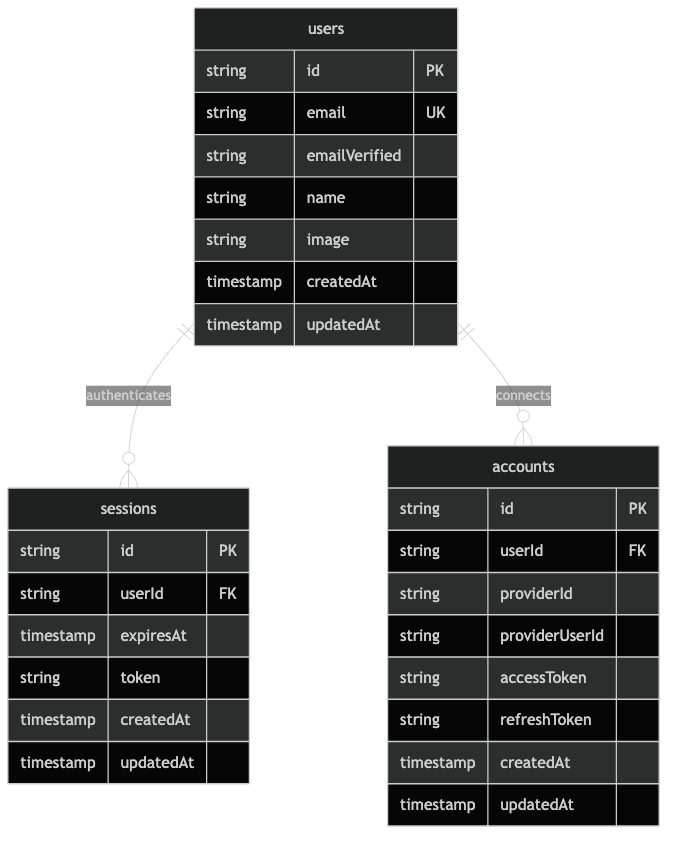 users
string id PK
string email UK
string emailVerified
string name
string image
timestamp createdAt
timestamp updatedAt
authenticates
connects
sessions
string id PK
string userId FK
timestamp expiresAt
string token
timestamp createdAt
timestamp updatedAt
accounts
string id PK
string userId FK
string providerId
string providerUserId
string accessToken
string refreshToken
timestamp createdAt
timestamp updatedAt